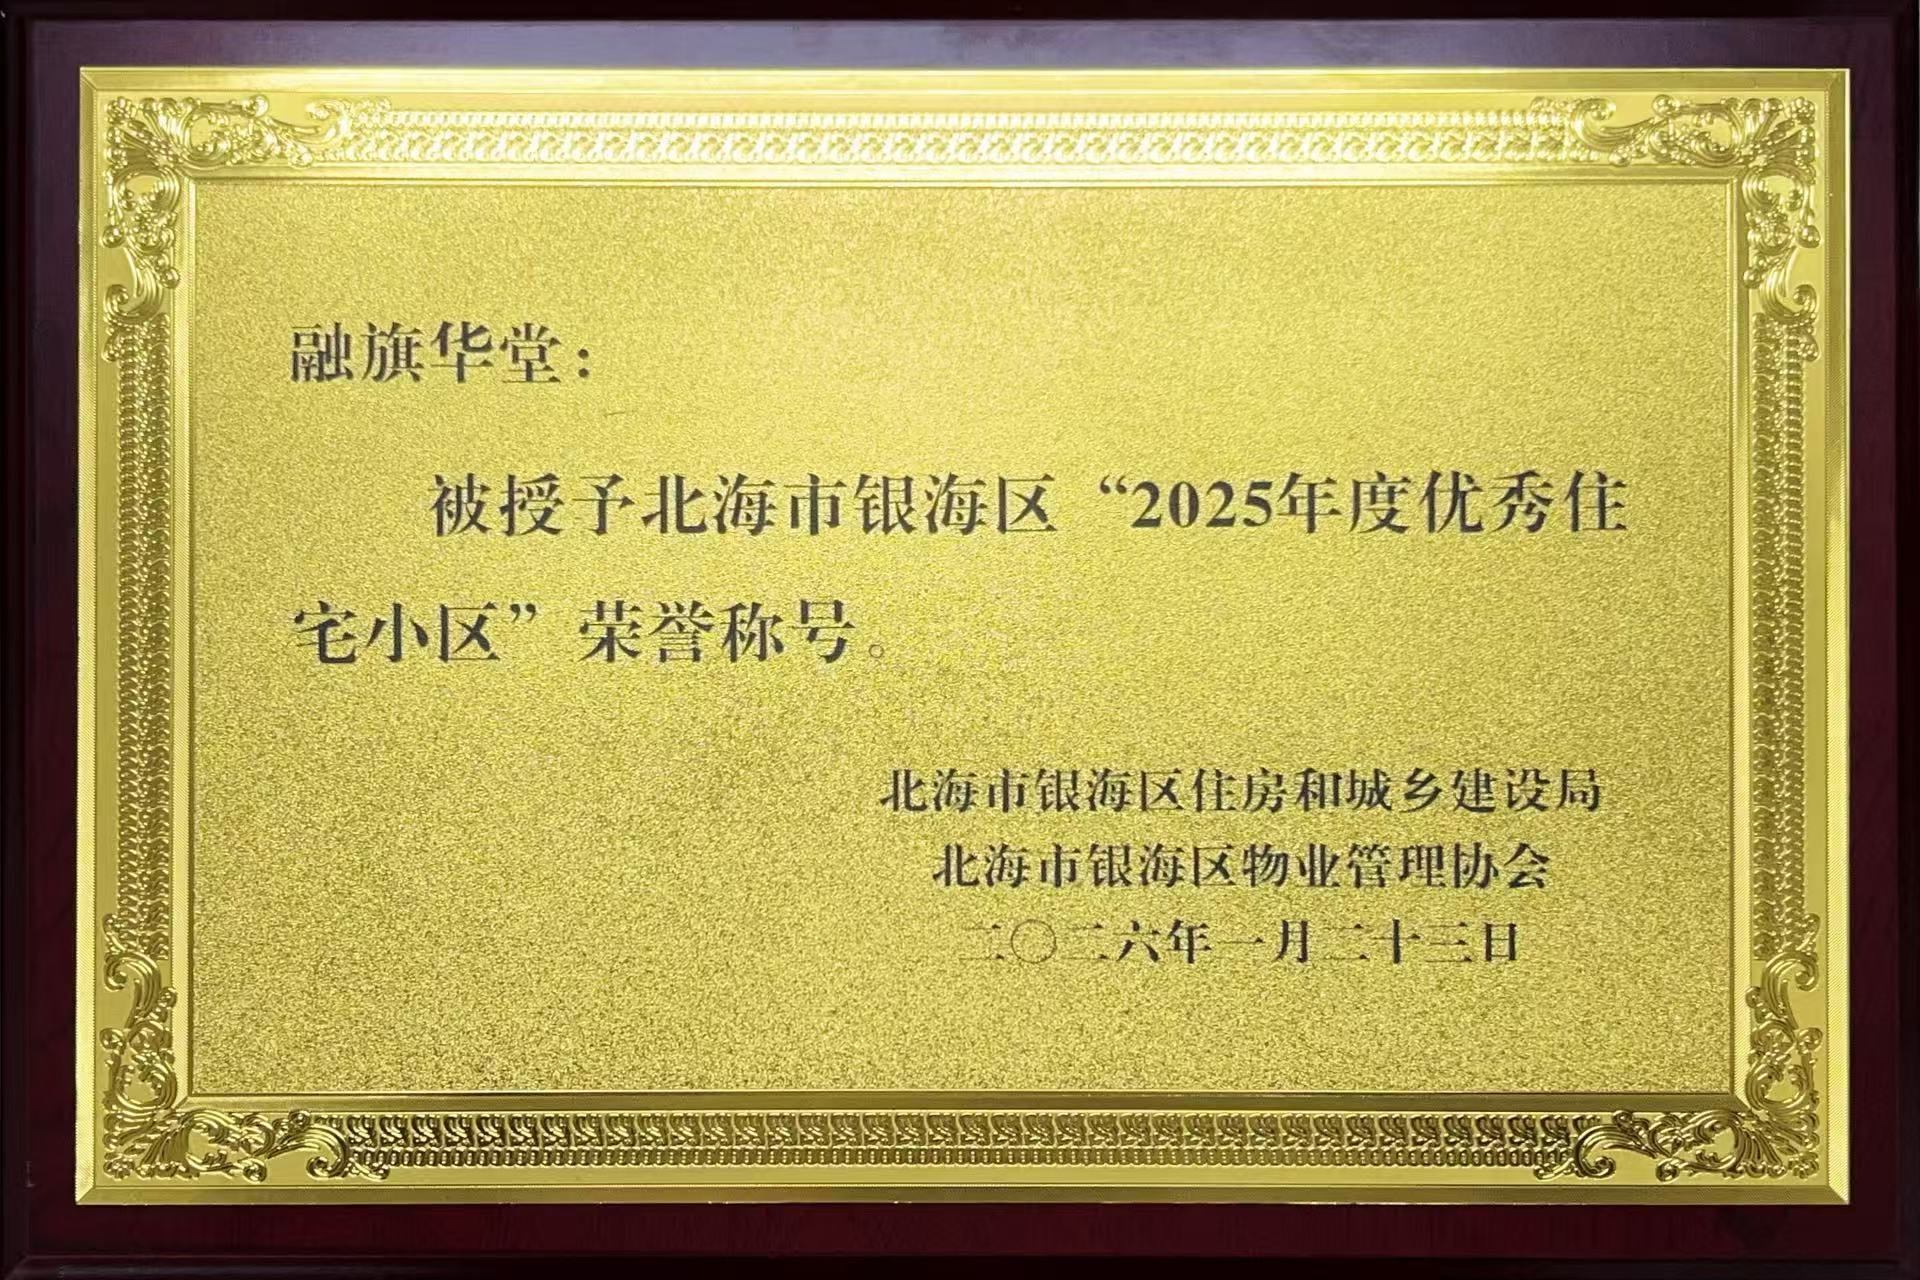 融旗华堂：
被授予北海市银海区“2025年度优秀住
宅小区”荣誉称号。
北海市银海区住房和城乡建设局
北海市银海区物业管理协会
二〇二六年一月二十三日